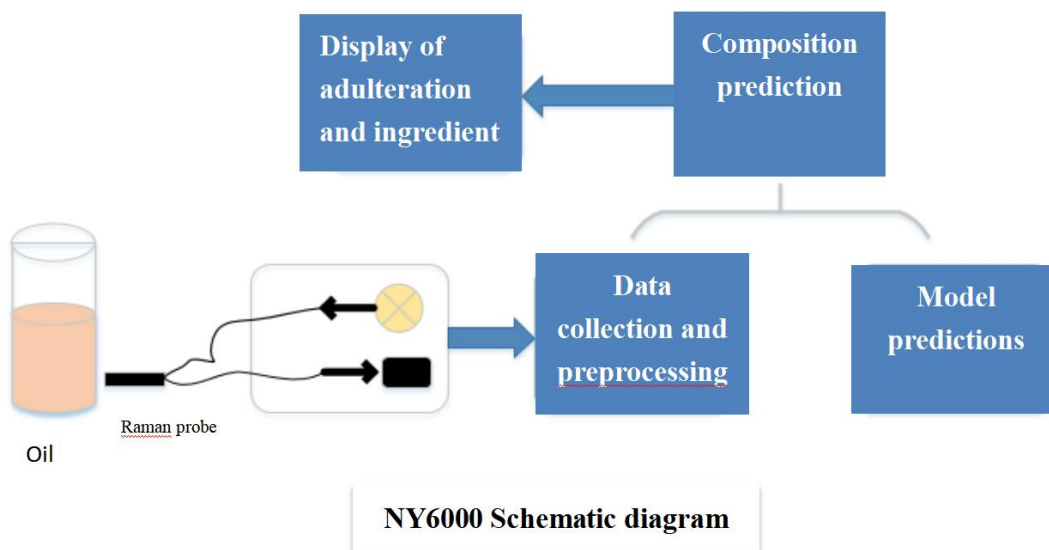 Display of
adulteration
and ingredient
Composition
prediction
Data
collection and
preprocessing
Model
predictions
Raman probe
Oil
NY6000 Schematic diagram